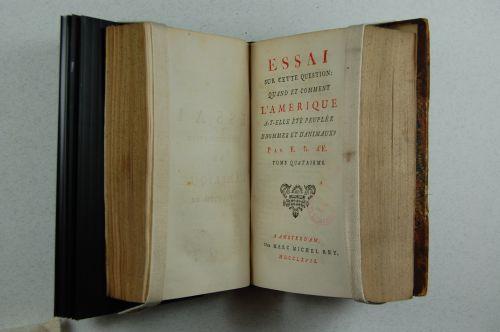 ESSAI
SUR CETTE QUESTION:
QUAND ET COMMENT
L'AMERIQUE
A-T-ELLE ÉTÉ PEUPLÉE
D'HOMMES ET D'ANIMAUX?
PAR E. B. d'E.
TOME QUATRIEME.
A AMSTERDAM,
Chez MARC MICHEL REY,
MDCCLXVII.